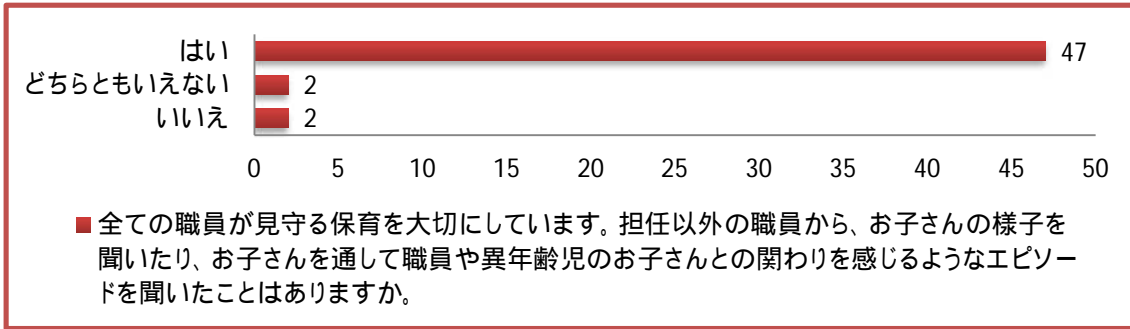 はい 47
どちらともいえない 2
いいえ 2
0 5 10 15 20 25 30 35 40 45 50
全ての職員が見守る保育を大切にしています。担任以外の職員から、お子さんの様子を
聞いたり、お子さんを通して職員や異年齢児のお子さんとの関わりを感じるようなエピソー
ドを聞いたことはありますか。